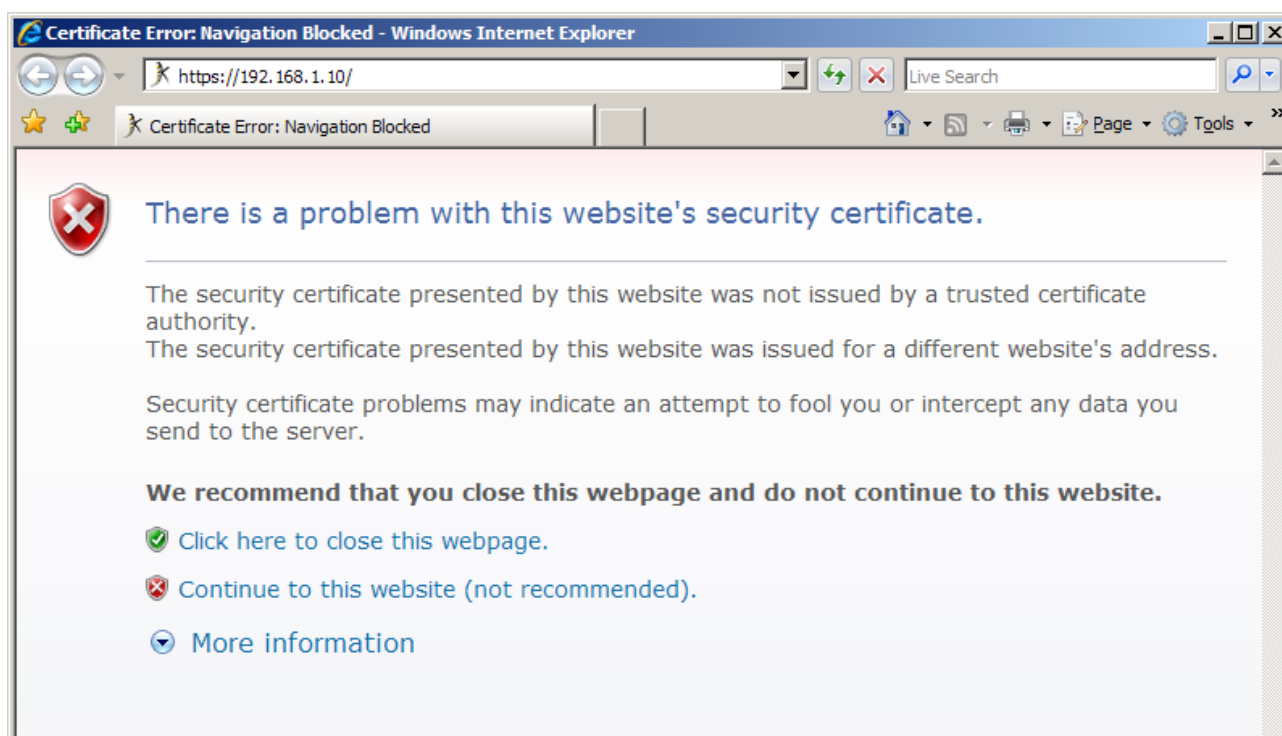 Certificate Error: Navigation Blocked - Windows Internet Explorer
https://192.168.1.10/
Live Search
Certificate Error: Navigation Blocked
Page
Tools
»
There is a problem with this website's security certificate.
The security certificate presented by this website was not issued by a trusted certificate
authority.
The security certificate presented by this website was issued for a different website's address.
Security certificate problems may indicate an attempt to fool you or intercept any data you
send to the server.
We recommend that you close this webpage and do not continue to this website.
Click here to close this webpage.
Continue to this website (not recommended).
More information